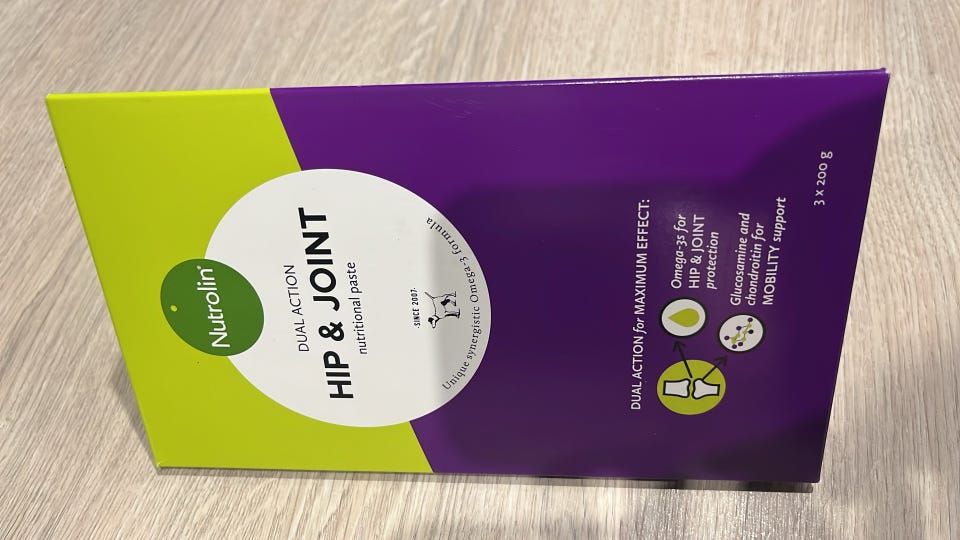 Nutrolin®
DUAL ACTION
HIP & JOINT
nutritional paste
·SINCE 2007·
Unique synergistic Omega-3 formula
DUAL ACTION for MAXIMUM EFFECT:
Omega-3s for
HIP & JOINT
protection
Glucosamine and
chondroitin for
MOBILITY support
3 x 200 g